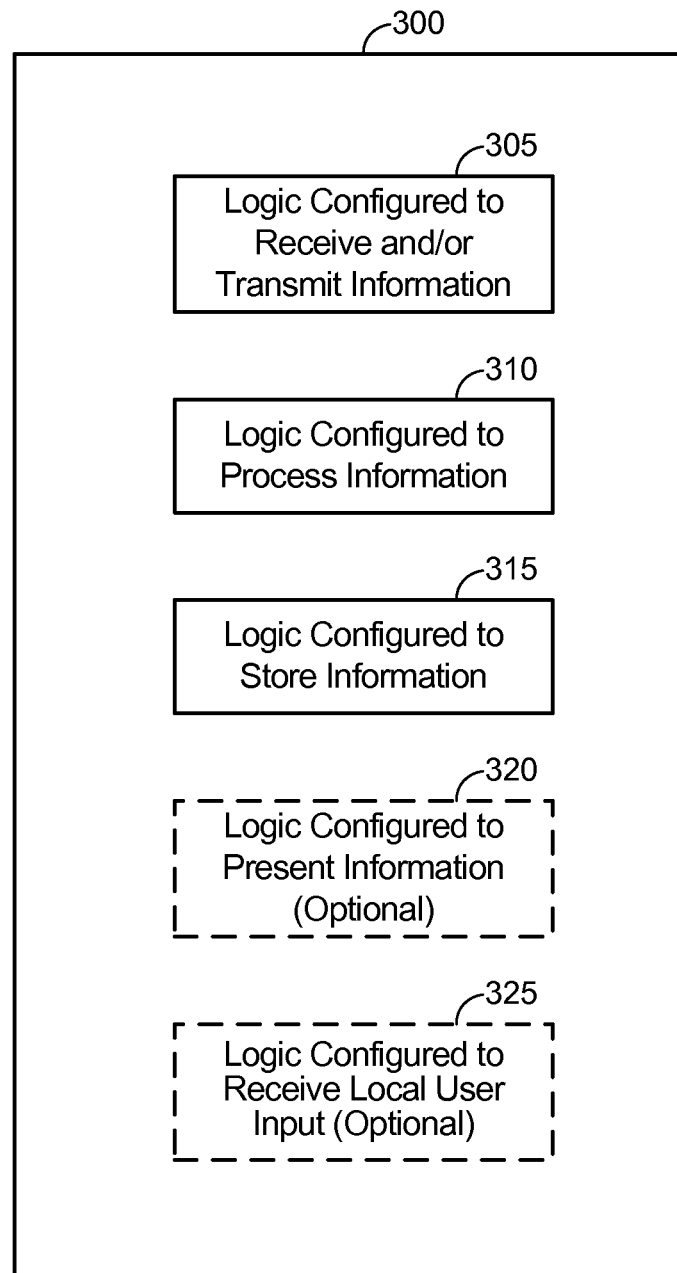 300
305
Logic Configured to
Receive and/or
Transmit Information
310
Logic Configured to
Process Information
315
Logic Configured to
Store Information
320
Logic Configured to
Present Information
(Optional)
325
Logic Configured to
Receive Local User
Input (Optional)